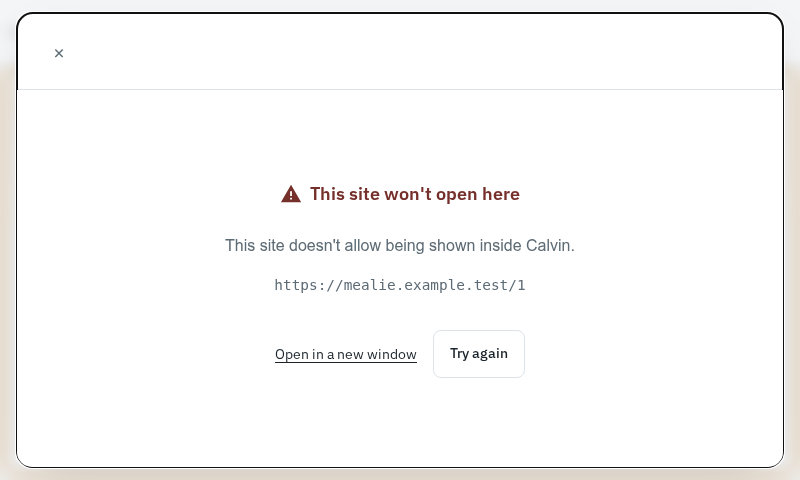 ×
This site won't open here
This site doesn't allow being shown inside Calvin.
https://mealie.example.test/1
Open in a new window
Try again